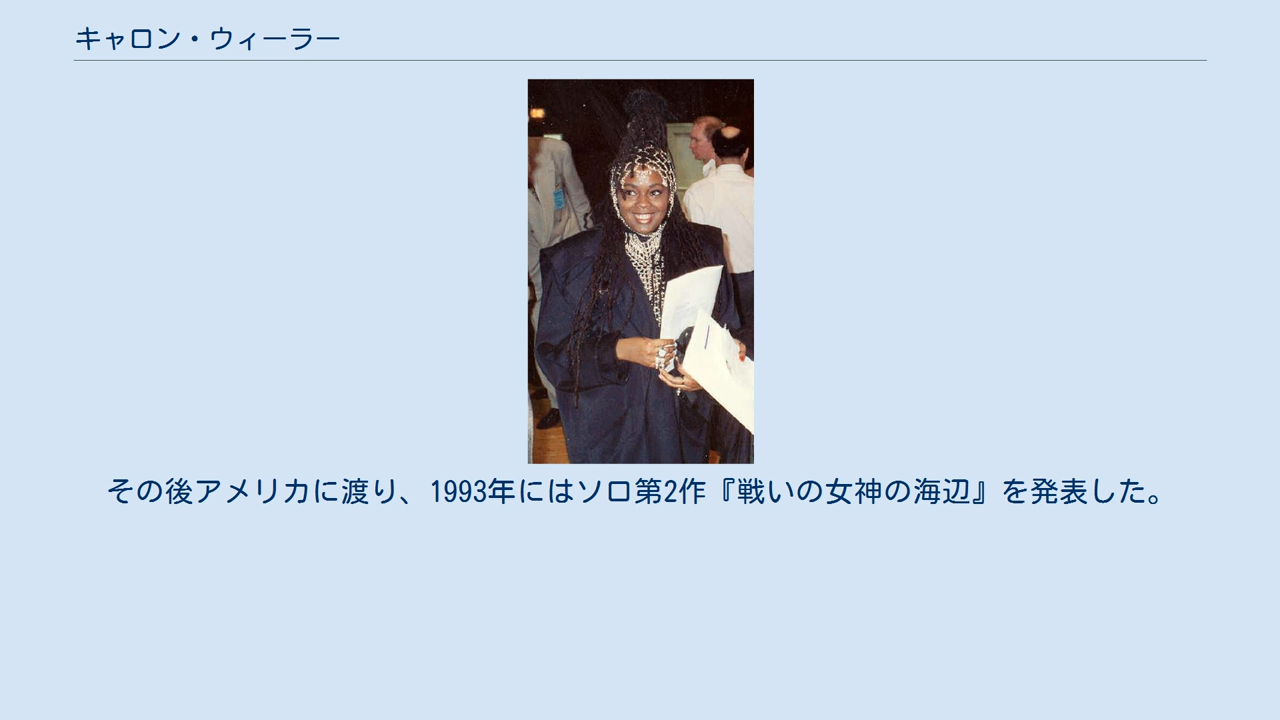 キャロン・ウィーラー
その後アメリカに渡り、1993年にはソロ第2作『戦いの女神の海辺』を発表した。